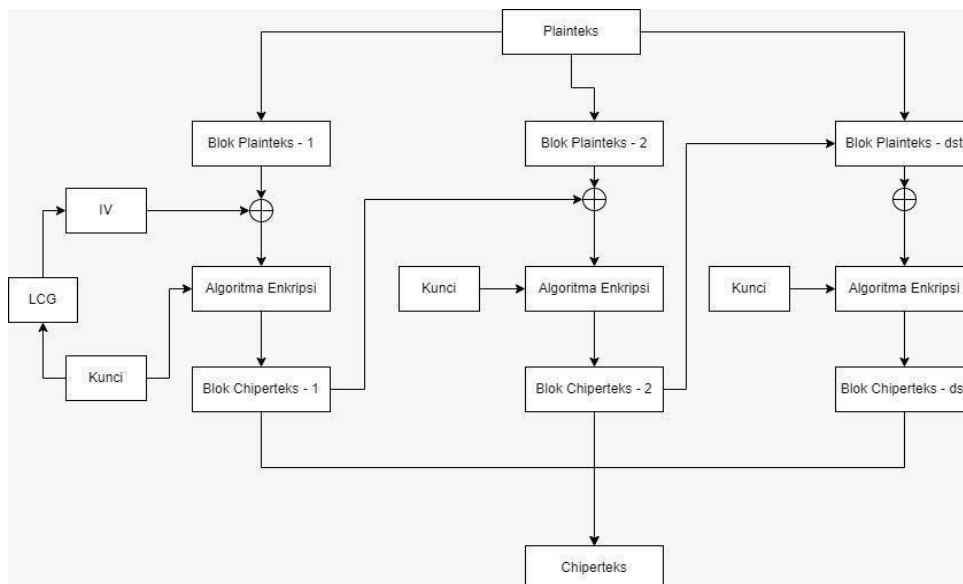 Plainteks
Blok Plainteks - 1
Blok Plainteks - 2
Blok Plainteks - dst
IV
LCG
Algoritma Enkripsi
Kunci
Algoritma Enkripsi
Kunci
Algoritma Enkripsi
Kunci
Blok Chiperteks - 1
Blok Chiperteks - 2
Blok Chiperteks - ds
Chiperteks